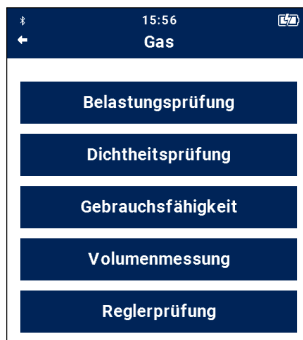 15:56
Gas
Belastungsprüfung
Dichtheitsprüfung
Gebrauchsfähigkeit
Volumenmessung
Reglerprüfung